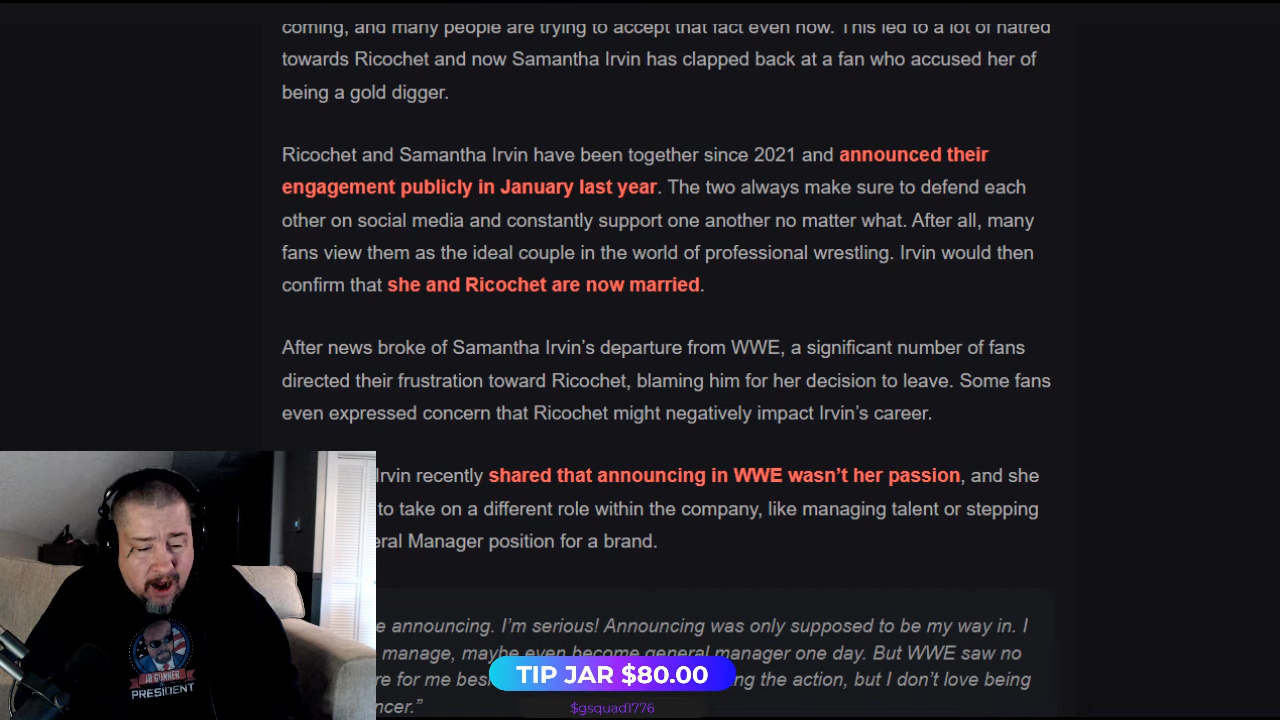 coming, and many people are trying to accept that fact even now. This led to a lot of hatred
towards Ricochet and now Samantha Irvin has clapped back at a fan who accused her of
being a gold digger.
Ricochet and Samantha Irvin have been together since 2021 and announced their
engagement publicly in January last year. The two always make sure to defend each
other on social media and constantly support one another no matter what. After all, many
fans view them as the ideal couple in the world of professional wrestling. Irvin would then
confirm that she and Ricochet are now married.
After news broke of Samantha Irvin’s departure from WWE, a significant number of fans
directed their frustration toward Ricochet, blaming him for her decision to leave. Some fans
even expressed concern that Ricochet might negatively impact Irvin’s career.
Irvin recently shared that announcing in WWE wasn’t her passion, and she
to take on a different role within the company, like managing talent or stepping
eral Manager position for a brand.
e announcing. I’m serious! Announcing was only supposed to be my way in. I
manage, maybe even become general manager one day. But WWE saw no
re for me besi
ng the action, but I don’t love being
ncer.”
TIP JAR $80.00
$gsquad1776
JB GUNNER
PRESIDENT